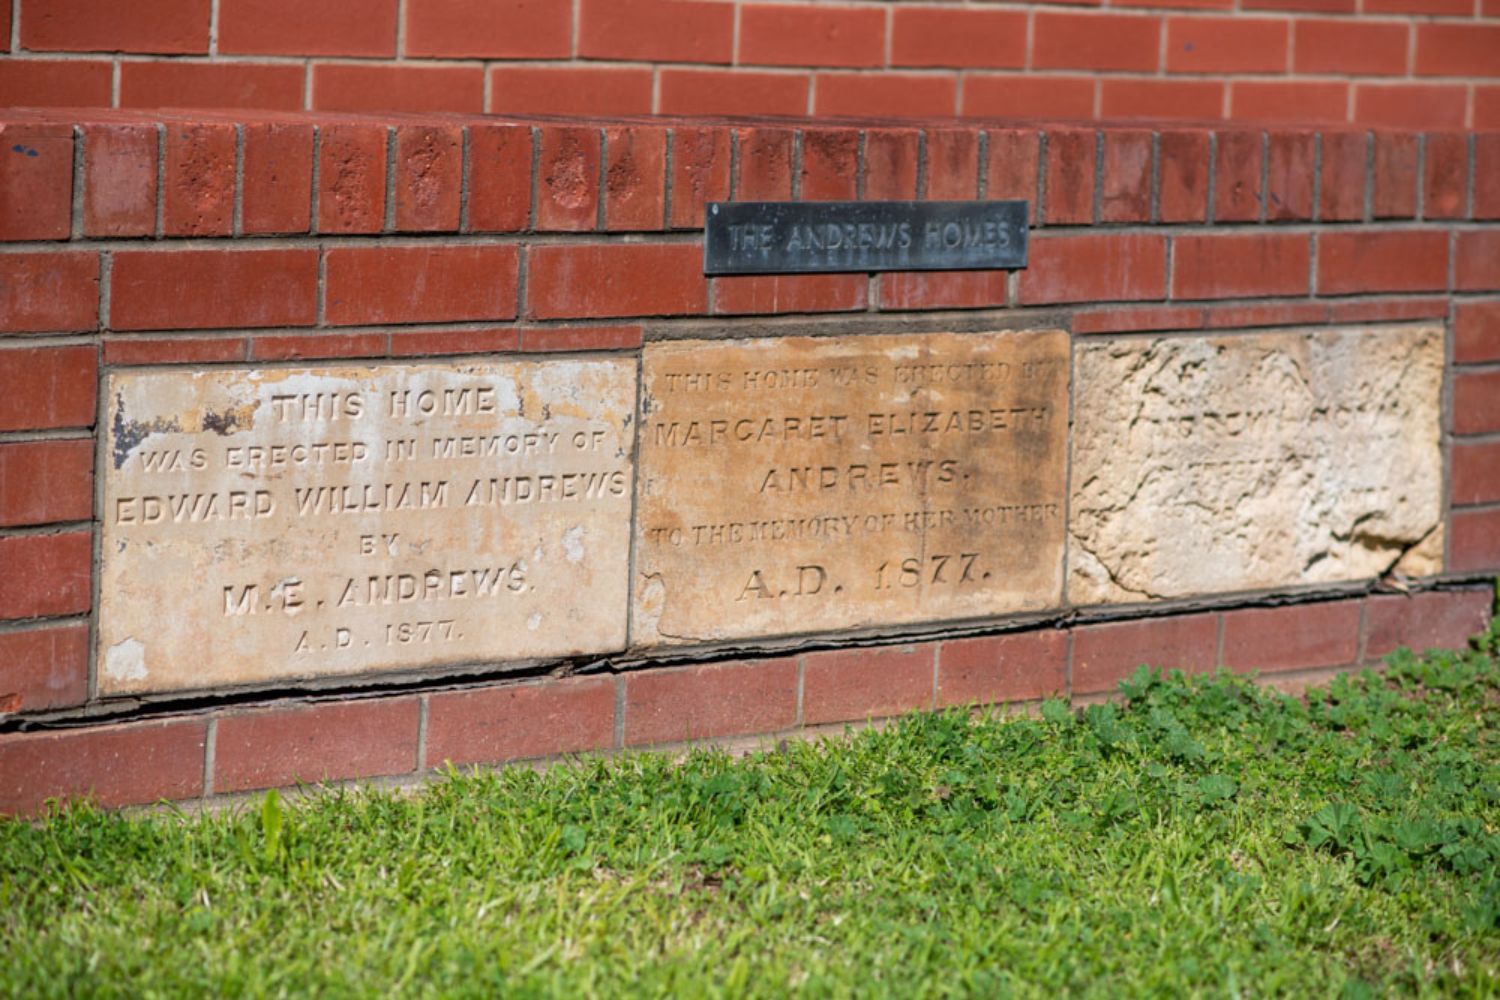 THE ANDREWS HOMES
THIS HOME
WAS ERECTED IN MEMORY OF
EDWARD WILLIAM ANDREWS
BY
M.E. ANDREWS.
A.D. 1877.
THIS HOME WAS ERECTED BY
MARGARET ELIZABETH
ANDREWS.
TO THE MEMORY OF HER MOTHER
A.D. 1877.